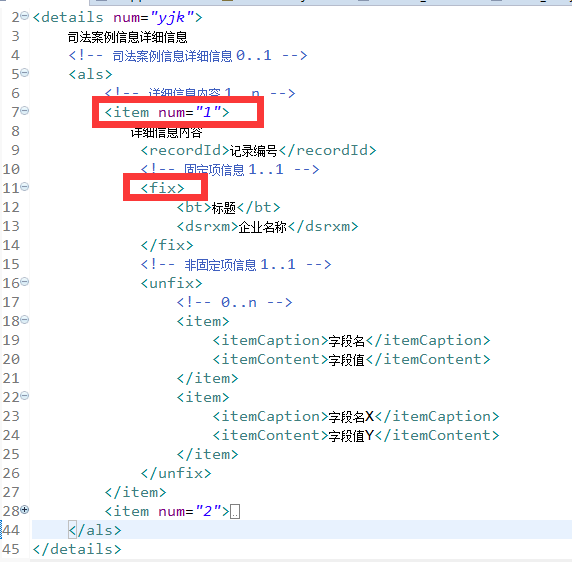 2 <details num="yjk">
3 司法案例信息详细信息
4 <!-- 司法案例信息详细信息 0..1 -->
5 <als>
6 <!-- 详细信息内容 1..n -->
7 <item num="1">
8 详细信息内容
9 <recordId>记录编号</recordId>
10 <!-- 固定项信息 1..1 -->
11 <fix>
12 <bt>标题</bt>
13 <dsrxm>企业名称</dsrxm>
14 </fix>
15 <!-- 非固定项信息 1..1 -->
16 <unfix>
17 <!-- 0..n -->
18 <item>
19 <itemCaption>字段名</itemCaption>
20 <itemContent>字段值</itemContent>
21 </item>
22 <item>
23 <itemCaption>字段名X</itemCaption>
24 <itemContent>字段值Y</itemContent>
25 </item>
26 </unfix>
27 </item>
28 <item num="2">
44 </als>
45 </details>